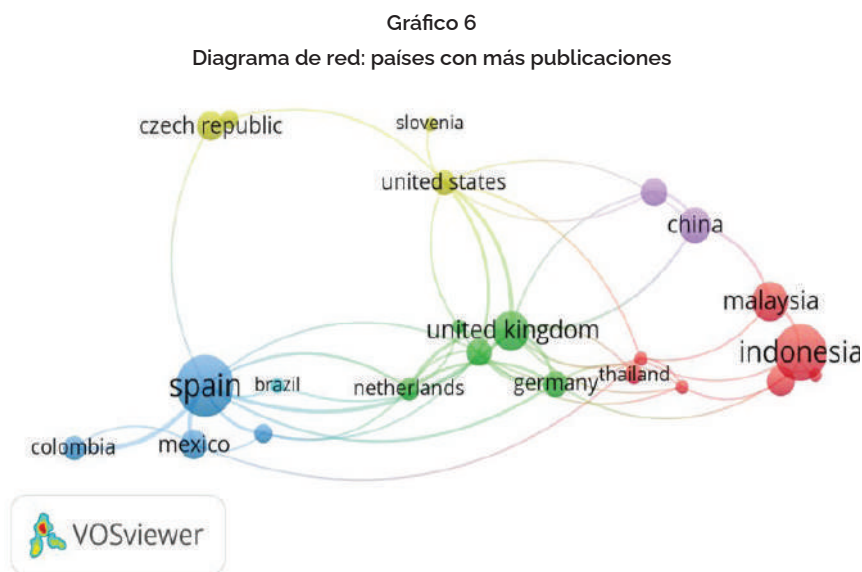 Gráfico 6
Diagrama de red: países con más publicaciones
czech republic
slovenia
united states
china
malaysia
united kingdom
indonesia
spain
brazil
netherlands
germany
thailand
colombia
mexico
VOSviewer